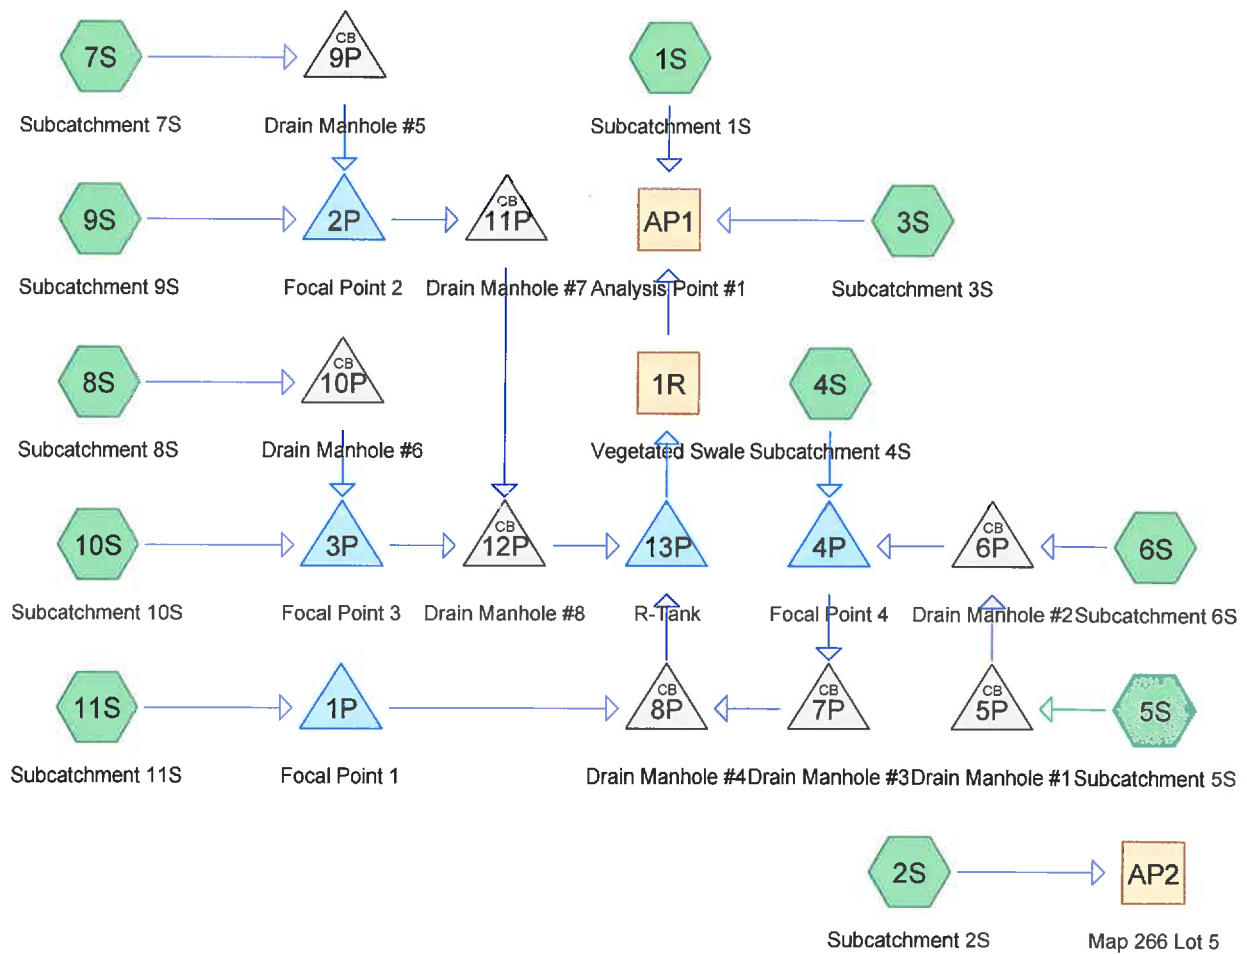 7S
CB
9P
1S
Subcatchment 7S
Drain Manhole #5
Subcatchment 1S
9S
2P
CB
11P
AP1
3S
Subcatchment 9S
Focal Point 2
Drain Manhole #7
Analysis Point #1
Subcatchment 3S
8S
CB
10P
1R
4S
Subcatchment 8S
Drain Manhole #6
Vegetated Swale
Subcatchment 4S
10S
3P
CB
12P
13P
4P
CB
6P
6S
Subcatchment 10S
Focal Point 3
Drain Manhole #8
R-Tank
Focal Point 4
Drain Manhole #2
Subcatchment 6S
11S
1P
CB
8P
CB
7P
CB
5P
5S
Subcatchment 11S
Focal Point 1
Drain Manhole #4
Drain Manhole #3
Drain Manhole #1
Subcatchment 5S
2S
AP2
Subcatchment 2S
Map 266 Lot 5